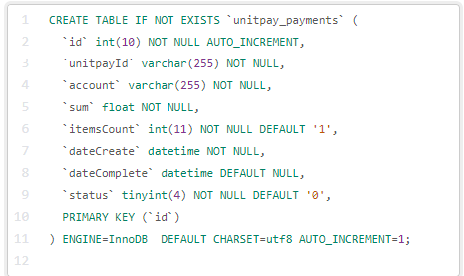 1 CREATE TABLE IF NOT EXISTS `unitpay_payments` (
2 `id` int(10) NOT NULL AUTO_INCREMENT,
3 `unitpayId` varchar(255) NOT NULL,
4 `account` varchar(255) NOT NULL,
5 `sum` float NOT NULL,
6 `itemsCount` int(11) NOT NULL DEFAULT '1',
7 `dateCreate` datetime NOT NULL,
8 `dateComplete` datetime DEFAULT NULL,
9 `status` tinyint(4) NOT NULL DEFAULT '0',
10 PRIMARY KEY (`id`)
11 ) ENGINE=InnoDB  DEFAULT CHARSET=utf8 AUTO_INCREMENT=1;
12